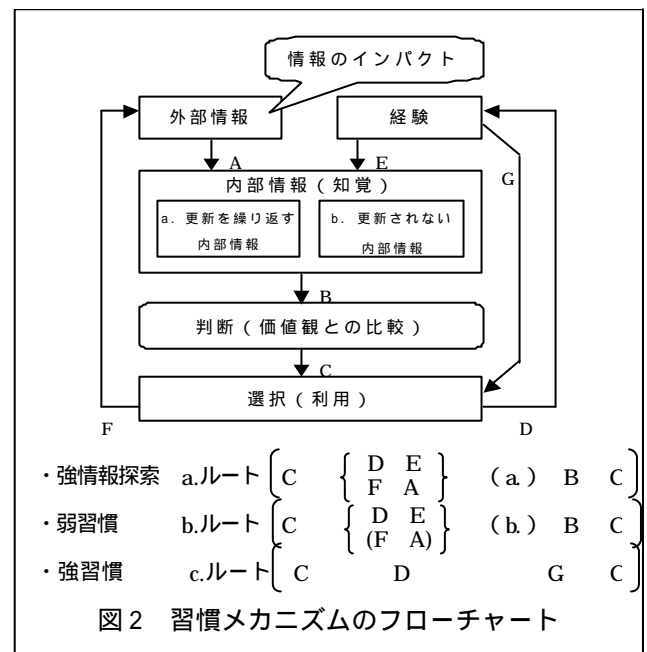 情報のインパクト
外部情報
経験
A
E
G
内部情報（知覚）
a. 更新を繰り返す
内部情報
b. 更新されない
内部情報
B
判断（価値観との比較）
C
選択（利用）
F
D
・強情報探索 a.ルート[C {D E (a.) B C]
F A}
・弱習慣 b.ルート[C {D E (b.) B C]
(F A)}
・強習慣 c.ルート[C D G C]
図２ 習慣メカニズムのフローチャート